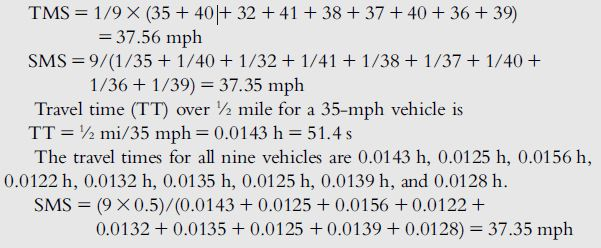 TMS = 1/9 × (35 + 40 + 32 + 41 + 38 + 37 + 40 + 36 + 39)
= 37.56 mph
SMS = 9/(1/35 + 1/40 + 1/32 + 1/41 + 1/38 + 1/37 + 1/40 +
1/36 + 1/39) = 37.35 mph
Travel time (TT) over ½ mile for a 35-mph vehicle is
TT = ½ mi/35 mph = 0.0143 h = 51.4 s
The travel times for all nine vehicles are 0.0143 h, 0.0125 h, 0.0156 h,
0.0122 h, 0.0132 h, 0.0135 h, 0.0125 h, 0.0139 h, and 0.0128 h.
SMS = (9 × 0.5)/(0.0143 + 0.0125 + 0.0156 + 0.0122 +
0.0132 + 0.0135 + 0.0125 + 0.0139 + 0.0128) = 37.35 mph